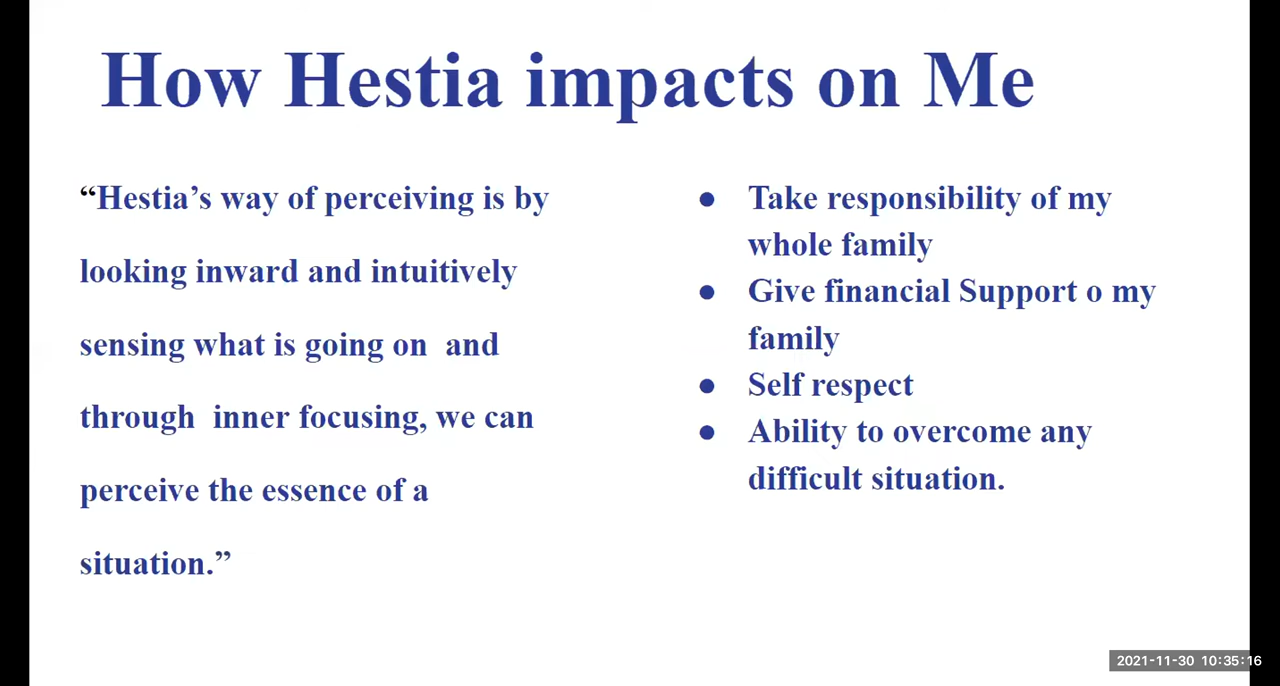 How Hestia impacts on Me
“Hestia’s way of perceiving is by
looking inward and intuitively
sensing what is going on  and
through  inner focusing, we can
perceive the essence of a
situation.”
● Take responsibility of my
whole family
● Give financial Support o my
family
● Self respect
● Ability to overcome any
difficult situation.
2021-11-30 10:35:16